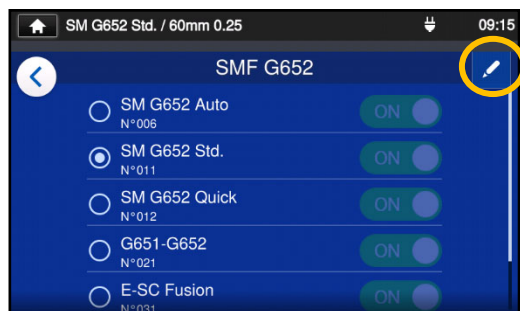 SM G652 Std. / 60mm 0.25 09:15
SMF G652
SM G652 Auto
N°006
ON
SM G652 Std.
N°011
ON
SM G652 Quick
N°012
ON
G651-G652
N°021
ON
E-SC Fusion
N°031
ON